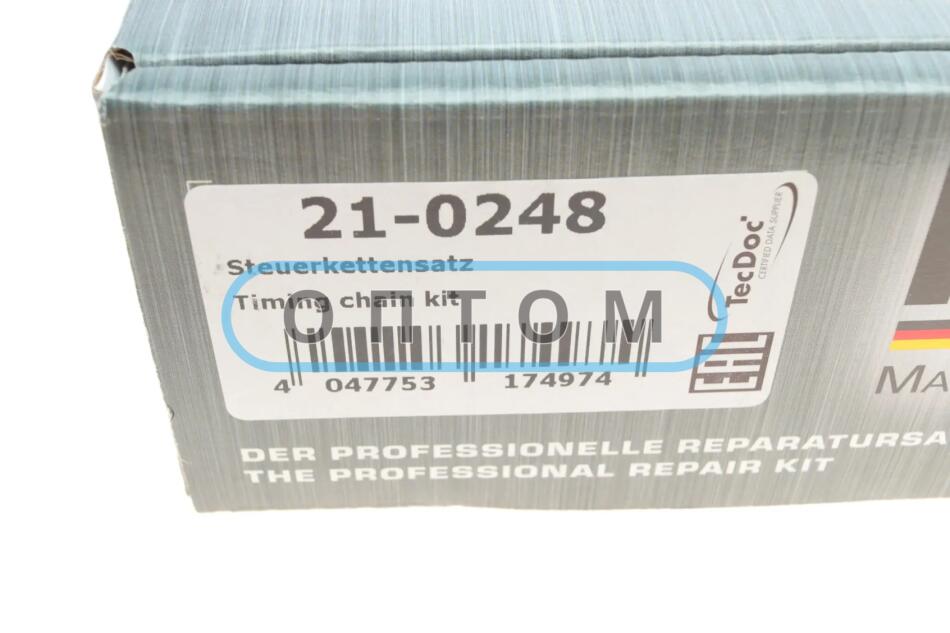 21-0248
Steuerkettensatz
Timing chain kit
ОПТОМ
4 047753 174974
TecDoc
CERTIFIED DATA SUPPLIER
DER PROFESSIONELLE REPARATURSA
THE PROFESSIONAL REPAIR KIT
MA